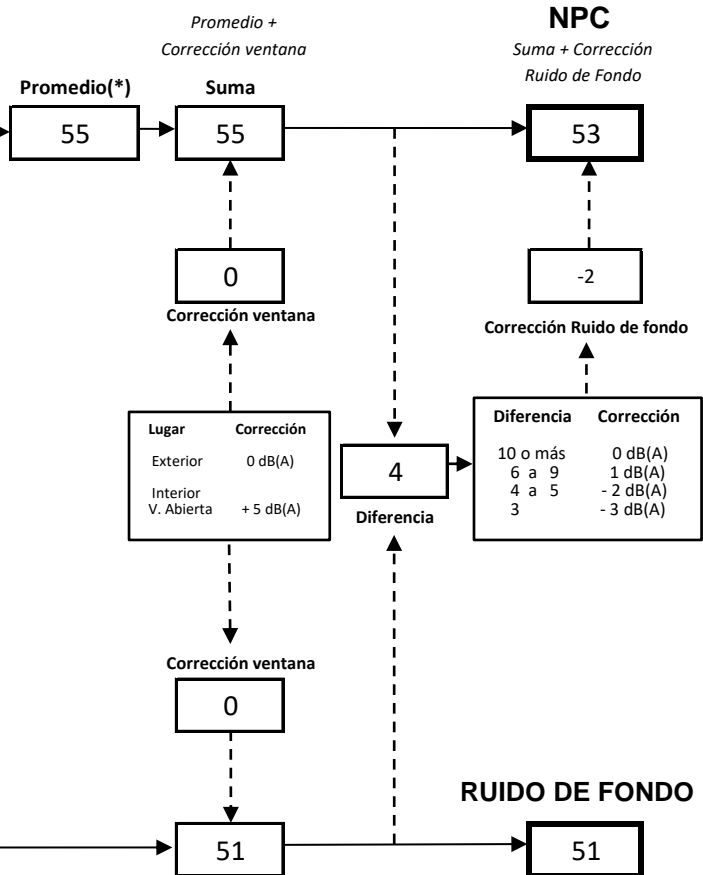 Promedio +
Corrección ventana
NPC
Suma + Corrección
Ruido de Fondo
Promedio(*)
Suma
55
55
53
0
Corrección ventana
-2
Corrección Ruido de fondo
Lugar Corrección
Exterior 0 dB(A)
Interior
V. Abierta + 5 dB(A)
4
Diferencia
Diferencia Corrección
10 o más 0 dB(A)
6 a 9 1 dB(A)
4 a 5 - 2 dB(A)
3 - 3 dB(A)
Corrección ventana
0
RUIDO DE FONDO
51
51